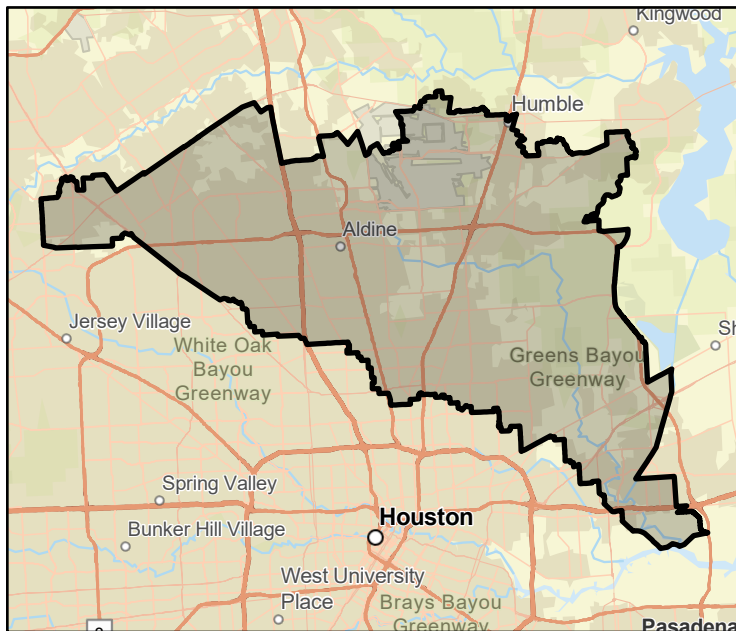 Kingwood
Humble
Aldine
Jersey Village
White Oak
Bayou
Greenway
Greens Bayou
Greenway
Sh
Spring Valley
Houston
Bunker Hill Village
West University
Place
Brays Bayou
Greenway
Pasadena